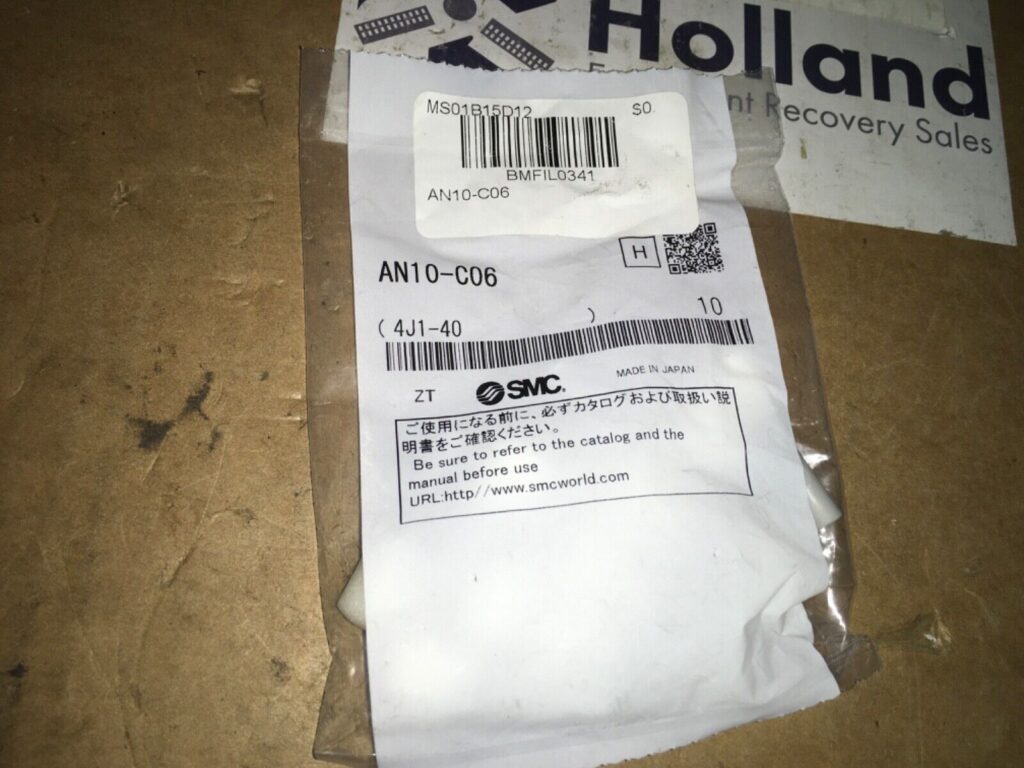 Holland
nt Recovery Sales
MS01B15D12 $0.
BMFIL0341
AN10-C06
H
AN10-C06
( 4J1-40 ) 10
ZT SMC. MADE IN JAPAN
ご使用になる前に、必ずカタログおよび取扱い説
明書をご確認ください。
Be sure to refer to the catalog and the
manual before use
URL:http//www.smcworld.com